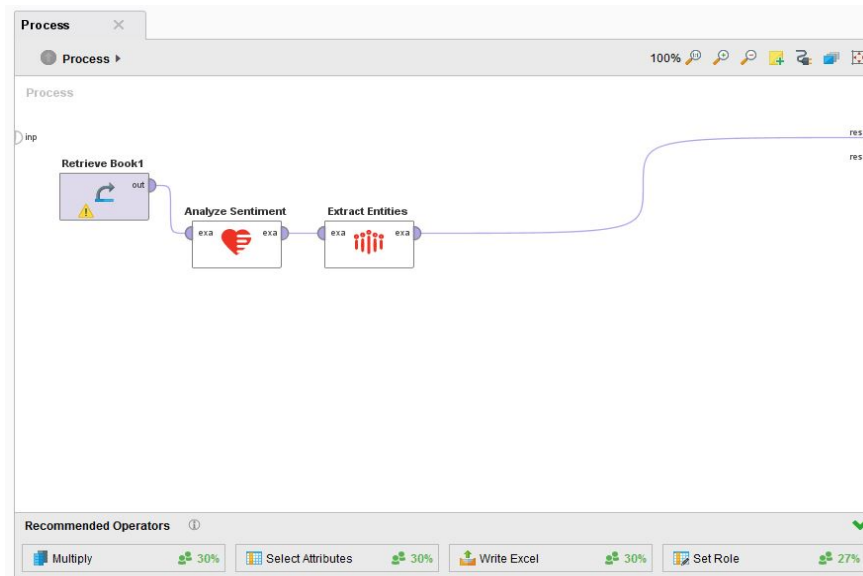 Process
Process
100%
Process
inp
res
res
Retrieve Book1
out
Analyze Sentiment
exa
exa
Extract Entities
exa
exa
Recommended Operators
Multiply
30%
Select Attributes
30%
Write Excel
30%
Set Role
27%